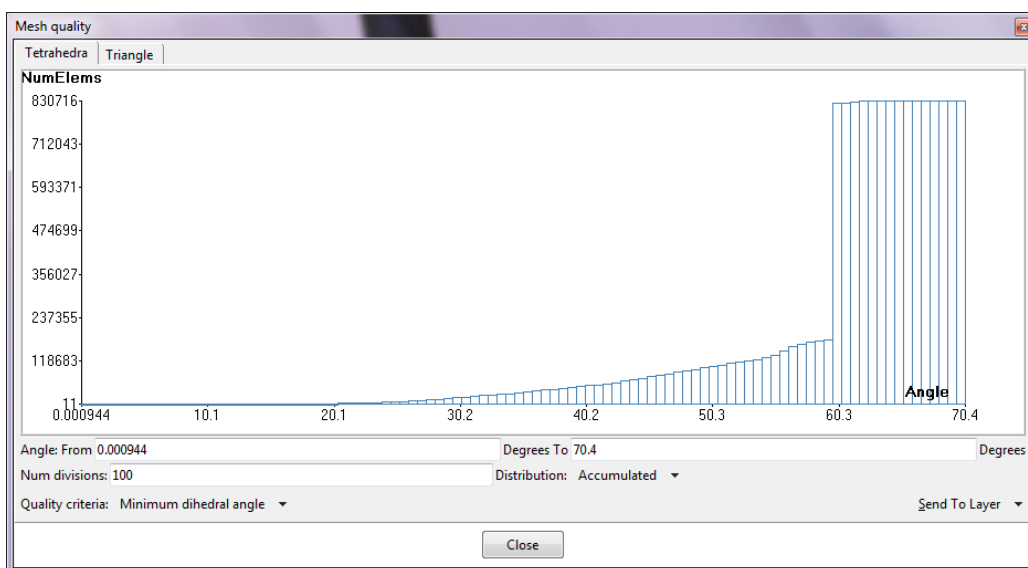 Mesh quality
Tetrahedra Triangle
NumElems
830716
712043
593371
474699
356027
237355
118683
11
Angle
0.000944 10.1 20.1 30.2 40.2 50.3 60.3 70.4
Angle: From 0.000944 Degrees To 70.4 Degrees
Num divisions: 100 Distribution: Accumulated
Quality criteria: Minimum dihedral angle Send To Layer
Close